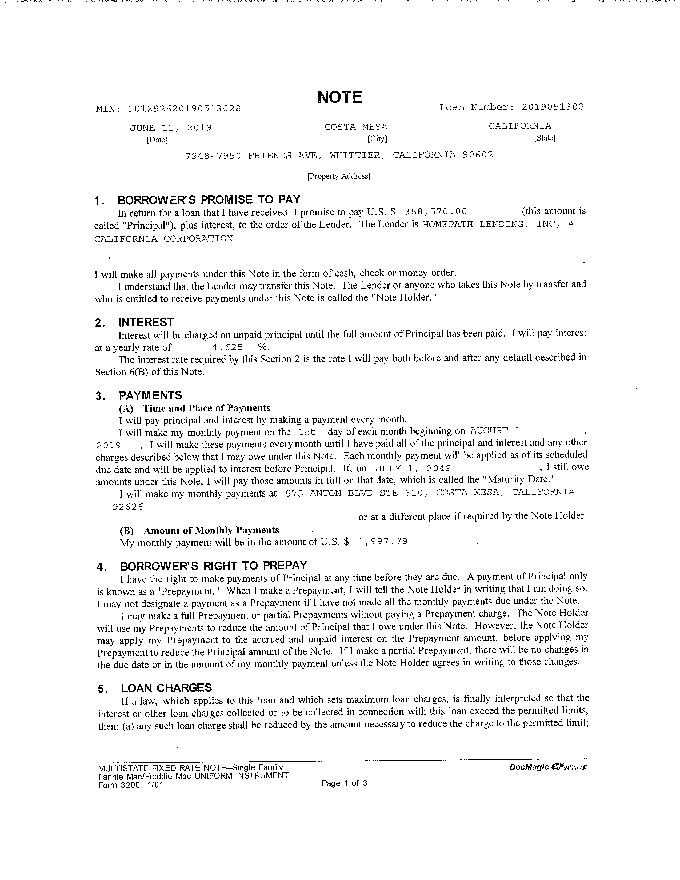 NOTE
MIN: Loan Number:
JUNE 11, 2019 COSTA MESA CALIFORNIA
[Date] [City] [State]
AVE, WHITTIER, CALIFORNIA 90602
[Property Address]
1. BORROWER'S PROMISE TO PAY
In return for a loan that I have received, I promise to pay U.S. $ (this amount is
called "Principal"), plus interest, to the order of the Lender. The Lender is HOMEPATH LENDING, INC, A
CALIFORNIA CORPORATION
I will make all payments under this Note in the form of cash, check or money order.
I understand that the Lender may transfer this Note. The Lender or anyone who takes this Note by transfer and
who is entitled to receive payments under this Note is called the "Note Holder."
2. INTEREST
Interest will be charged on unpaid principal until the full amount of Principal has been paid. I will pay interest
at a yearly rate of %.
The interest rate required by this Section 2 is the rate I will pay both before and after any default described in
Section 6(B) of this Note.
3. PAYMENTS
(A) Time and Place of Payments
I will pay principal and interest by making a payment every month.
I will make my monthly payment on the 1st day of each month beginning on AUGUST 1 ,
2019 . I will make these payments every month until I have paid all of the principal and interest and any other
charges described below that I may owe under this Note. Each monthly payment will be applied as of its scheduled
due date and will be applied to interest before Principal. If, on JULY 1, 2049 , I still owe
amounts under this Note, I will pay those amounts in full on that date, which is called the "Maturity Date."
I will make my monthly payments at ANTON BLVD STE COSTA MESA, CALIFORNIA
92626
or at a different place if required by the Note Holder
(B) Amount of Monthly Payments
My monthly payment will be in the amount of U.S. $ 1,997.79 .
4. BORROWER'S RIGHT TO PREPAY
I have the right to make payments of Principal at any time before they are due. A payment of Principal only
is known as a "Prepayment." When I make a Prepayment, I will tell the Note Holder in writing that I am doing so.
I may not designate a payment as a Prepayment if I have not made all the monthly payments due under the Note.
I may make a full Prepayment or partial Prepayments without paying a Prepayment charge. The Note Holder
will use my Prepayments to reduce the amount of Principal that I owe under this Note. However, the Note Holder
may apply my Prepayment to the accrued and unpaid interest on the Prepayment amount, before applying my
Prepayment to reduce the Principal amount of the Note. If I make a partial Prepayment, there will be no changes in
the due date or in the amount of my monthly payment unless the Note Holder agrees in writing to those changes.
5. LOAN CHARGES
If a law, which applies to this loan and which sets maximum loan charges, is finally interpreted so that the
interest or other loan charges collected or to be collected in connection with this loan exceed the permitted limits,
then: (a) any such loan charge shall be reduced by the amount necessary to reduce the charge to the permitted limit;
MULTISTATE FIXED RATE NOTE--Single Family DocMagic
Fannie Mae/Freddie Mac UNIFORM INSTRUMENT
Form 3200 1/01 Page 1 of 3